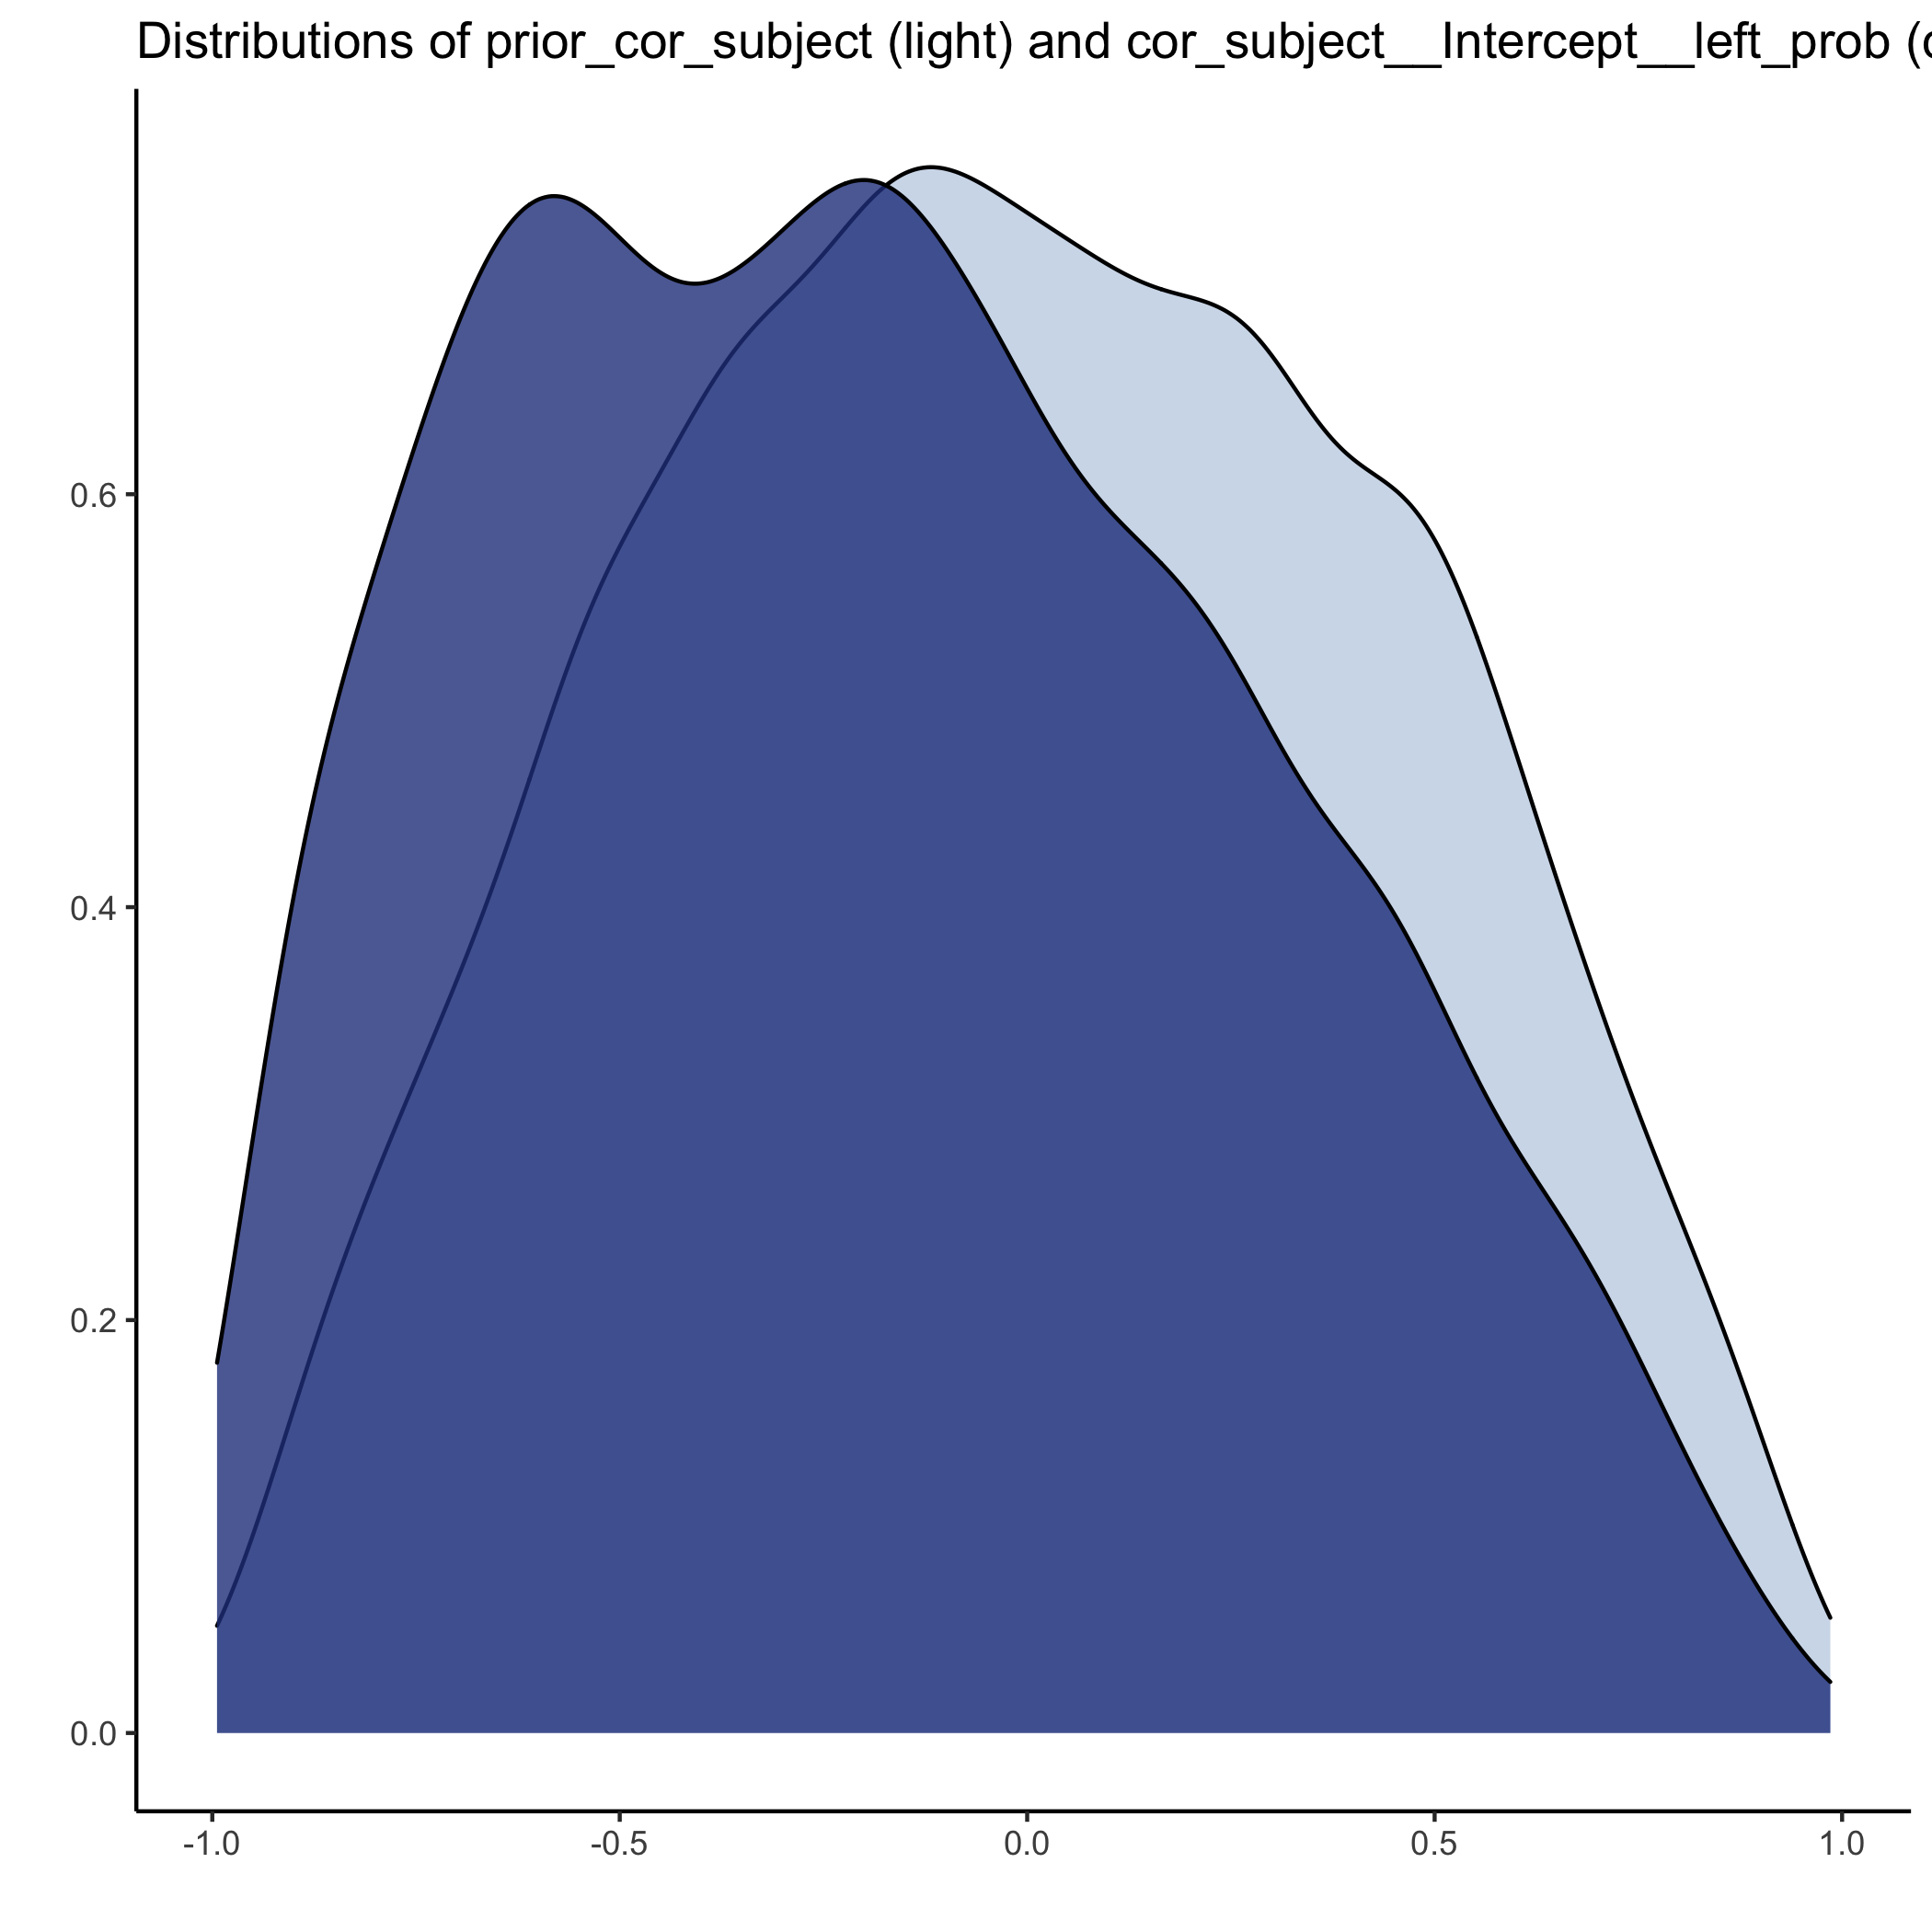 Distributions of prior_cor_subject (light) and cor_subject__Intercept__left_prob (
0.6
0.4
0.2
0.0
-1.0 -0.5 0.0 0.5 1.0